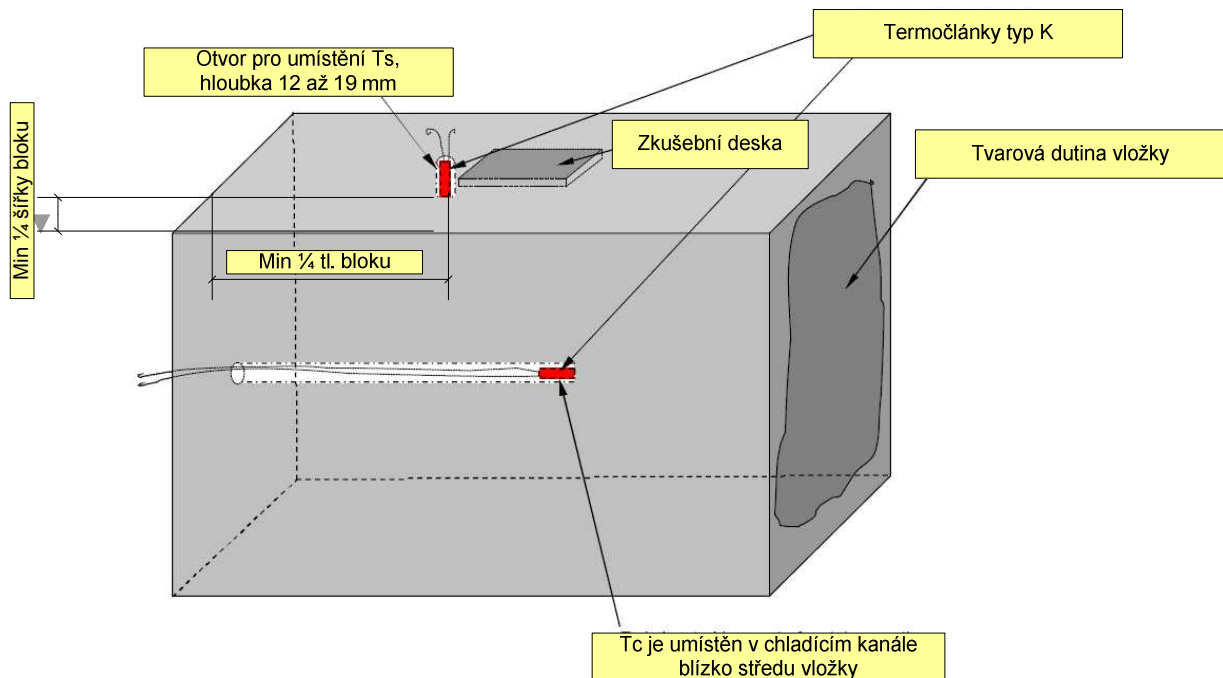 Termočlánky typ K
Otvor pro umístění Ts,
hloubka 12 až 19 mm
Zkušební deska
Tvarová dutina vložky
Min ¼ šířky bloku
Min ¼ tl. bloku
Tc je umístěn v chladícím kanále
blízko středu vložky